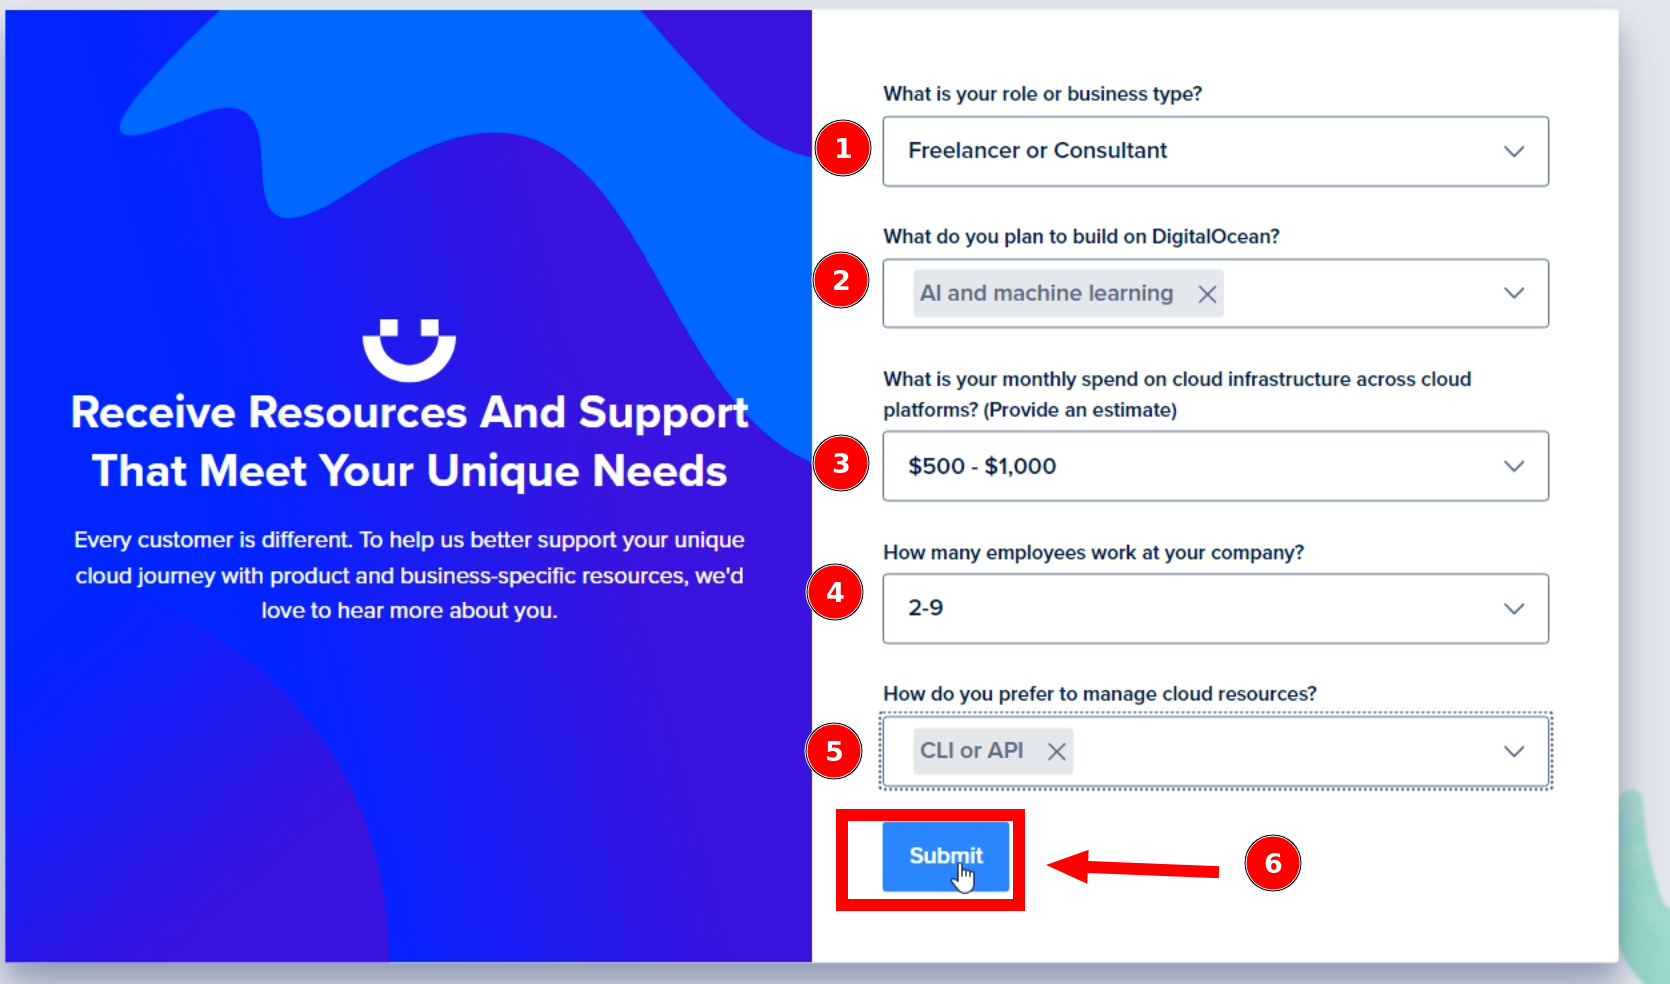 Receive Resources And Support
That Meet Your Unique Needs
Every customer is different. To help us better support your unique
cloud journey with product and business-specific resources, we'd
love to hear more about you.
What is your role or business type?
1
Freelancer or Consultant
What do you plan to build on DigitalOcean?
2
AI and machine learning
What is your monthly spend on cloud infrastructure across cloud
platforms? (Provide an estimate)
3
$500 - $1,000
How many employees work at your company?
4
2-9
How do you prefer to manage cloud resources?
5
CLI or API
Submit
6